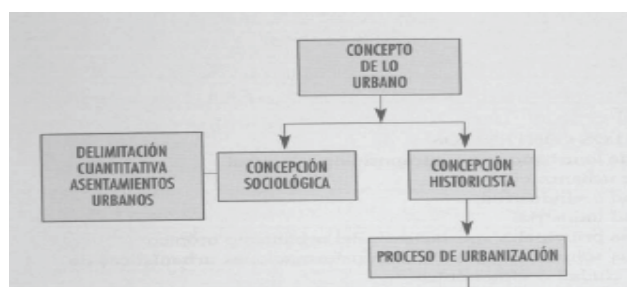 CONCEPTO
DE LO
URBANO
DELIMITACIÓN
CUANTITATIVA
ASENTAMIENTOS
URBANOS
CONCEPCIÓN
SOCIOLÓGICA
CONCEPCIÓN
HISTORICISTA
PROCESO DE URBANIZACIÓN